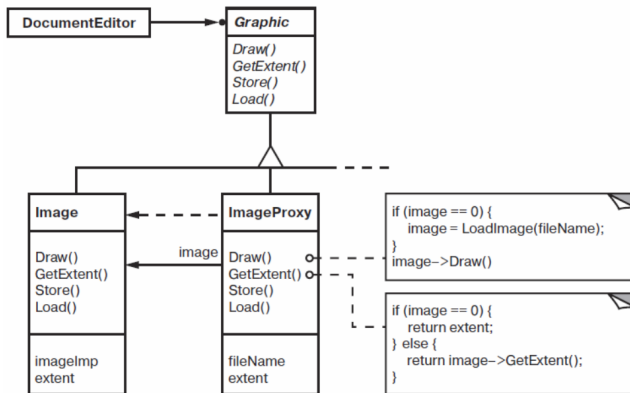 DocumentEditor
Graphic
Draw()
GetExtent()
Store()
Load()
Image
Draw()
GetExtent()
Store()
Load()
imageImp
extent
image
ImageProxy
Draw()
GetExtent()
Store()
Load()
fileName
extent
if (image == 0) {
image = LoadImage(fileName);
}
image->Draw()
if (image == 0) {
return extent;
} else {
return image->GetExtent();
}